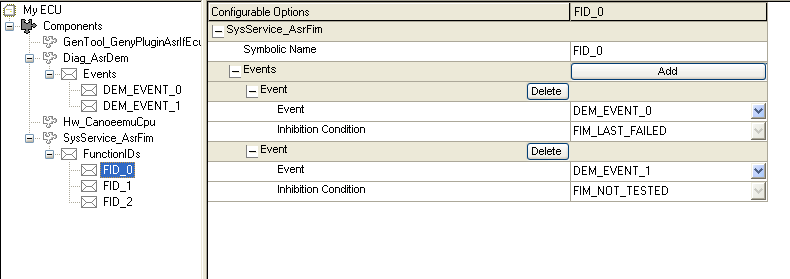 My ECU
Components
GenTool_GenyPluginAsrIfEcu
Diag_AsrDem
Events
DEM_EVENT_0
DEM_EVENT_1
Hw_CanoeemuCpu
SysService_AsrFim
FunctionIDs
FID_0
FID_1
FID_2
Configurable Options FID_0
SysService_AsrFim
Symbolic Name FID_0
Events Add
Event Delete
Event DEM_EVENT_0
Inhibition Condition FIM_LAST_FAILED
Event Delete
Event DEM_EVENT_1
Inhibition Condition FIM_NOT_TESTED